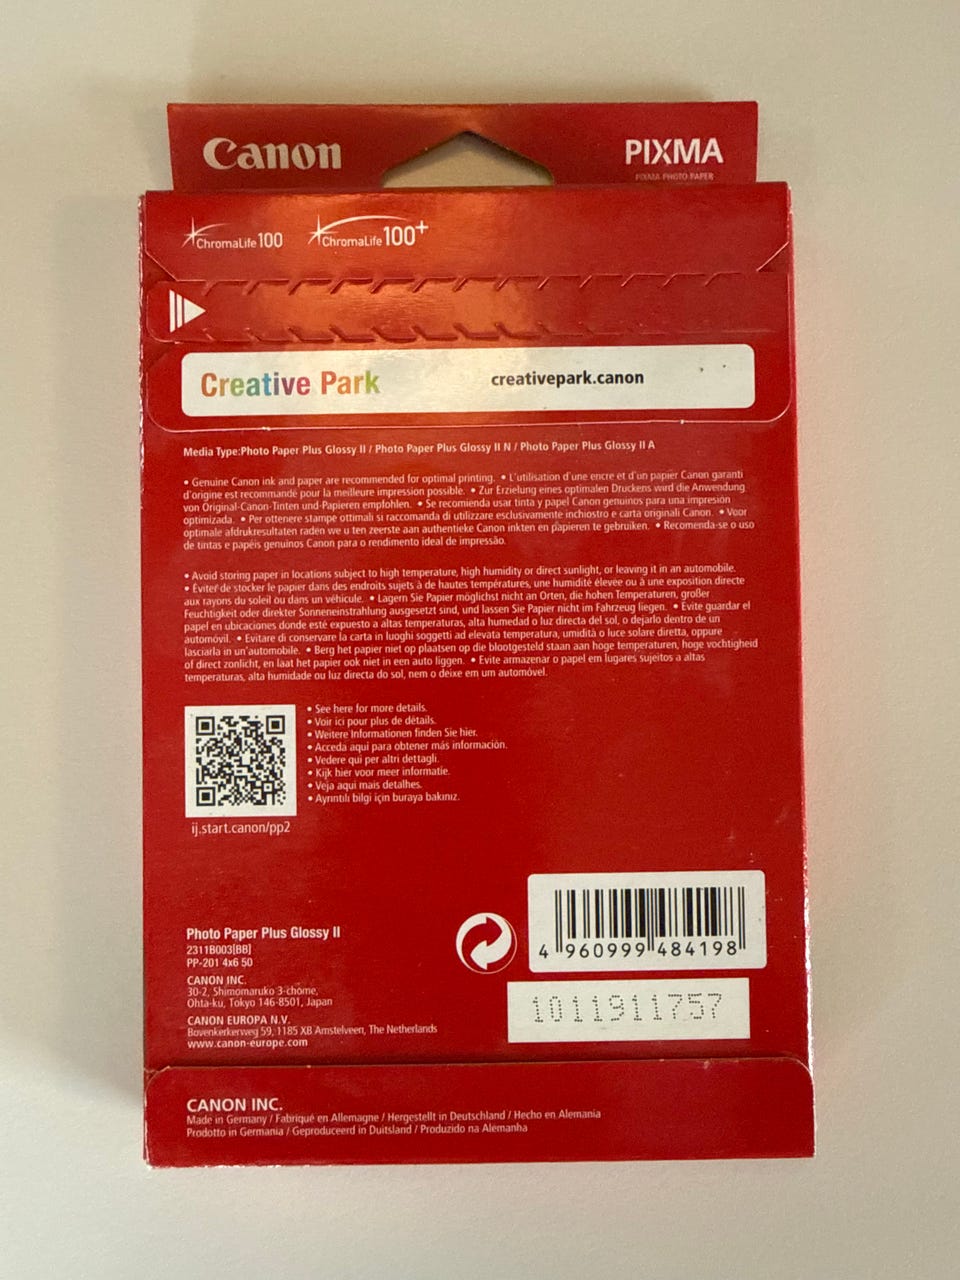 Canon
PIXMA
PIXMA PHOTO PAPER
ChromaLife100 ChromaLife100+
Creative Park
creativepark.canon
Media Type:Photo Paper Plus Glossy II / Photo Paper Plus Glossy II N / Photo Paper Plus Glossy II A
• Genuine Canon ink and paper are recommended for optimal printing. • L'utilisation d'une encre et d'un papier Canon garanti
d'origine est recommandé pour la meilleure impression possible. • Zur Erzielung eines optimalen Druckens wird die Anwendung
von Original-Canon-Tinten und-Papieren empfohlen. • Se recomienda usar tinta y papel Canon genuinos para una impresión
optimizada. • Per ottenere stampe ottimali si raccomanda di utilizzare esclusivamente inchiostro e carta originali Canon. • Voor
optimale afdrukresultaten raden we u ten zeerste aan authentieke Canon inkten en papieren te gebruiken. • Recomenda-se o uso
de tintas e papéis genuínos Canon para o rendimento ideal de impressão.
• Avoid storing paper in locations subject to high temperature, high humidity or direct sunlight, or leaving it in an automobile.
• Éviter de stocker le papier dans des endroits sujets à de hautes températures, une humidité élevée ou à une exposition directe
aux rayons du soleil ou dans un véhicule. • Lagern Sie Papier möglichst nicht an Orten, die hohen Temperaturen, großer
Feuchtigkeit oder direkter Sonneneinstrahlung ausgesetzt sind, und lassen Sie Papier nicht im Fahrzeug liegen. • Evite guardar el
papel en ubicaciones donde esté expuesto a altas temperaturas, alta humedad o luz directa del sol, o dejarlo dentro de un
automóvil. • Evitare di conservare la carta in luoghi soggetti ad elevata temperatura, umidità o luce solare diretta, oppure
lasciarla in un'automobile. • Berg het papier niet op plaatsen op die blootgesteld staan aan hoge temperaturen, hoge vochtigheid
of direct zonlicht, en laat het papier ook niet in een auto liggen. • Evite armazenar o papel em lugares sujeitos a altas
temperaturas, alta humidade ou luz directa do sol, nem o deixe em um automóvel.
• See here for more details.
• Voir ici pour plus de détails.
• Weitere Informationen finden Sie hier.
• Acceda aquí para obtener más información.
• Vedere qui per altri dettagli.
• Kijk hier voor meer informatie.
• Veja aqui mais detalhes.
• Ayrıntılı bilgi için buraya bakınız.
ij.start.canon/pp2
Photo Paper Plus Glossy II
2311B003[BB]
PP-201 4x6 50
CANON INC.
30-2, Shimomaruko 3-chome,
Ohta-ku, Tokyo 146-8501, Japan
CANON EUROPA N.V.
Bovenkerkerweg 59, 1185 XB Amstelveen, The Netherlands
www.canon-europe.com
4 960999 484198
1011911757
CANON INC.
Made in Germany / Fabriqué en Allemagne / Hergestellt in Deutschland / Hecho en Alemania
Prodotto in Germania / Geproduceerd in Duitsland / Produzido na Alemanha